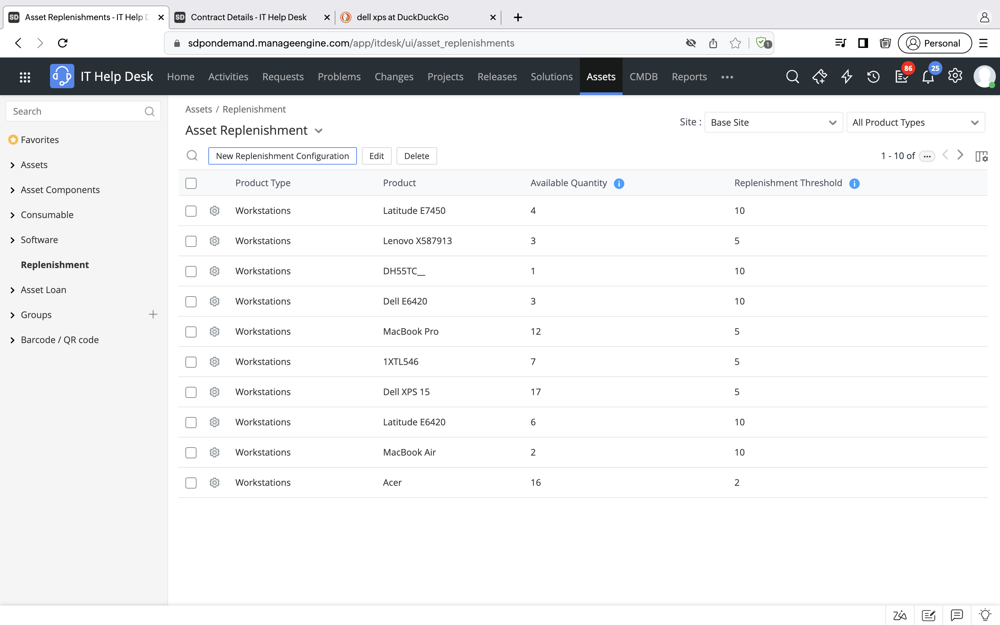 SD Asset Replenishments - IT Help D
SD Contract Details - IT Help Desk
dell xps at DuckDuckGo
sdpondemand.manageengine.com/app/itdesk/ui/asset_replenishments
1
Personal
IT Help Desk
Home
Activities
Requests
Problems
Changes
Projects
Releases
Solutions
Assets
CMDB
Reports
86
25
Search
Favorites
Assets
Asset Components
Consumable
Software
Replenishment
Asset Loan
Groups
Barcode / QR code
Assets / Replenishment
Asset Replenishment
Site :
Base Site
All Product Types
New Replenishment Configuration
Edit
Delete
1 - 10 of
Product Type Product Available Quantity Replenishment Threshold
Workstations Latitude E7450 4 10
Workstations Lenovo X587913 3 5
Workstations DH55TC__ 1 10
Workstations Dell E6420 3 10
Workstations MacBook Pro 12 5
Workstations 1XTL546 7 5
Workstations Dell XPS 15 17 5
Workstations Latitude E6420 6 10
Workstations MacBook Air 2 10
Workstations Acer 16 2
Zia